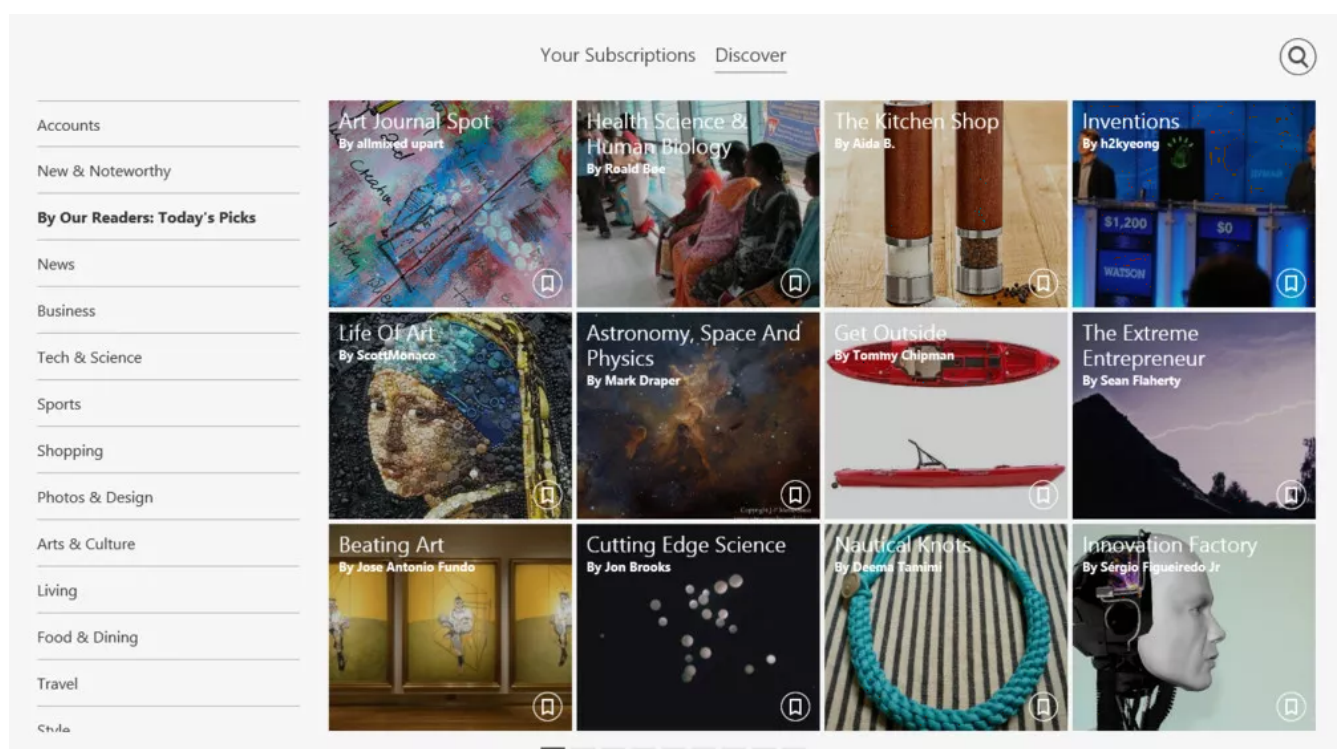 Your Subscriptions Discover
Accounts
New & Noteworthy
By Our Readers: Today's Picks
News
Business
Tech & Science
Sports
Shopping
Photos & Design
Arts & Culture
Living
Food & Dining
Travel
Style
Art Journal Spot
By allmixed upart
Health Science &
Human Biology
By Roald Bøe
The Kitchen Shop
By Aida B.
Inventions
By h2kyeong
$1,200
$0
WATSON
Life Of Art
By ScottMonaco
Astronomy, Space And
Physics
By Mark Draper
Get Outside
By Tommy Chipman
The Extreme
Entrepreneur
By Sean Flaherty
Beating Art
By Jose Antonio Fundo
Cutting Edge Science
By Jon Brooks
Nautical Knots
By Deema Tamimi
Innovation Factory
By Sérgio Figueiredo Jr